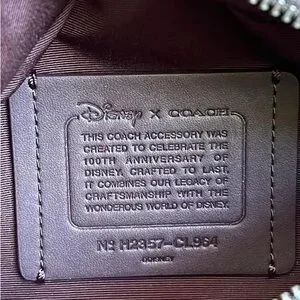 Disney X COACH
THIS COACH ACCESSORY WAS
CREATED TO CELEBRATE THE
100TH ANNIVERSARY OF
DISNEY. CRAFTED TO LAST,
IT COMBINES OUR LEGACY OF
CRAFTSMANSHIP WITH THE
WONDEROUS WORLD OF DISNEY.
Nº H2357-CL964
©DISNEY